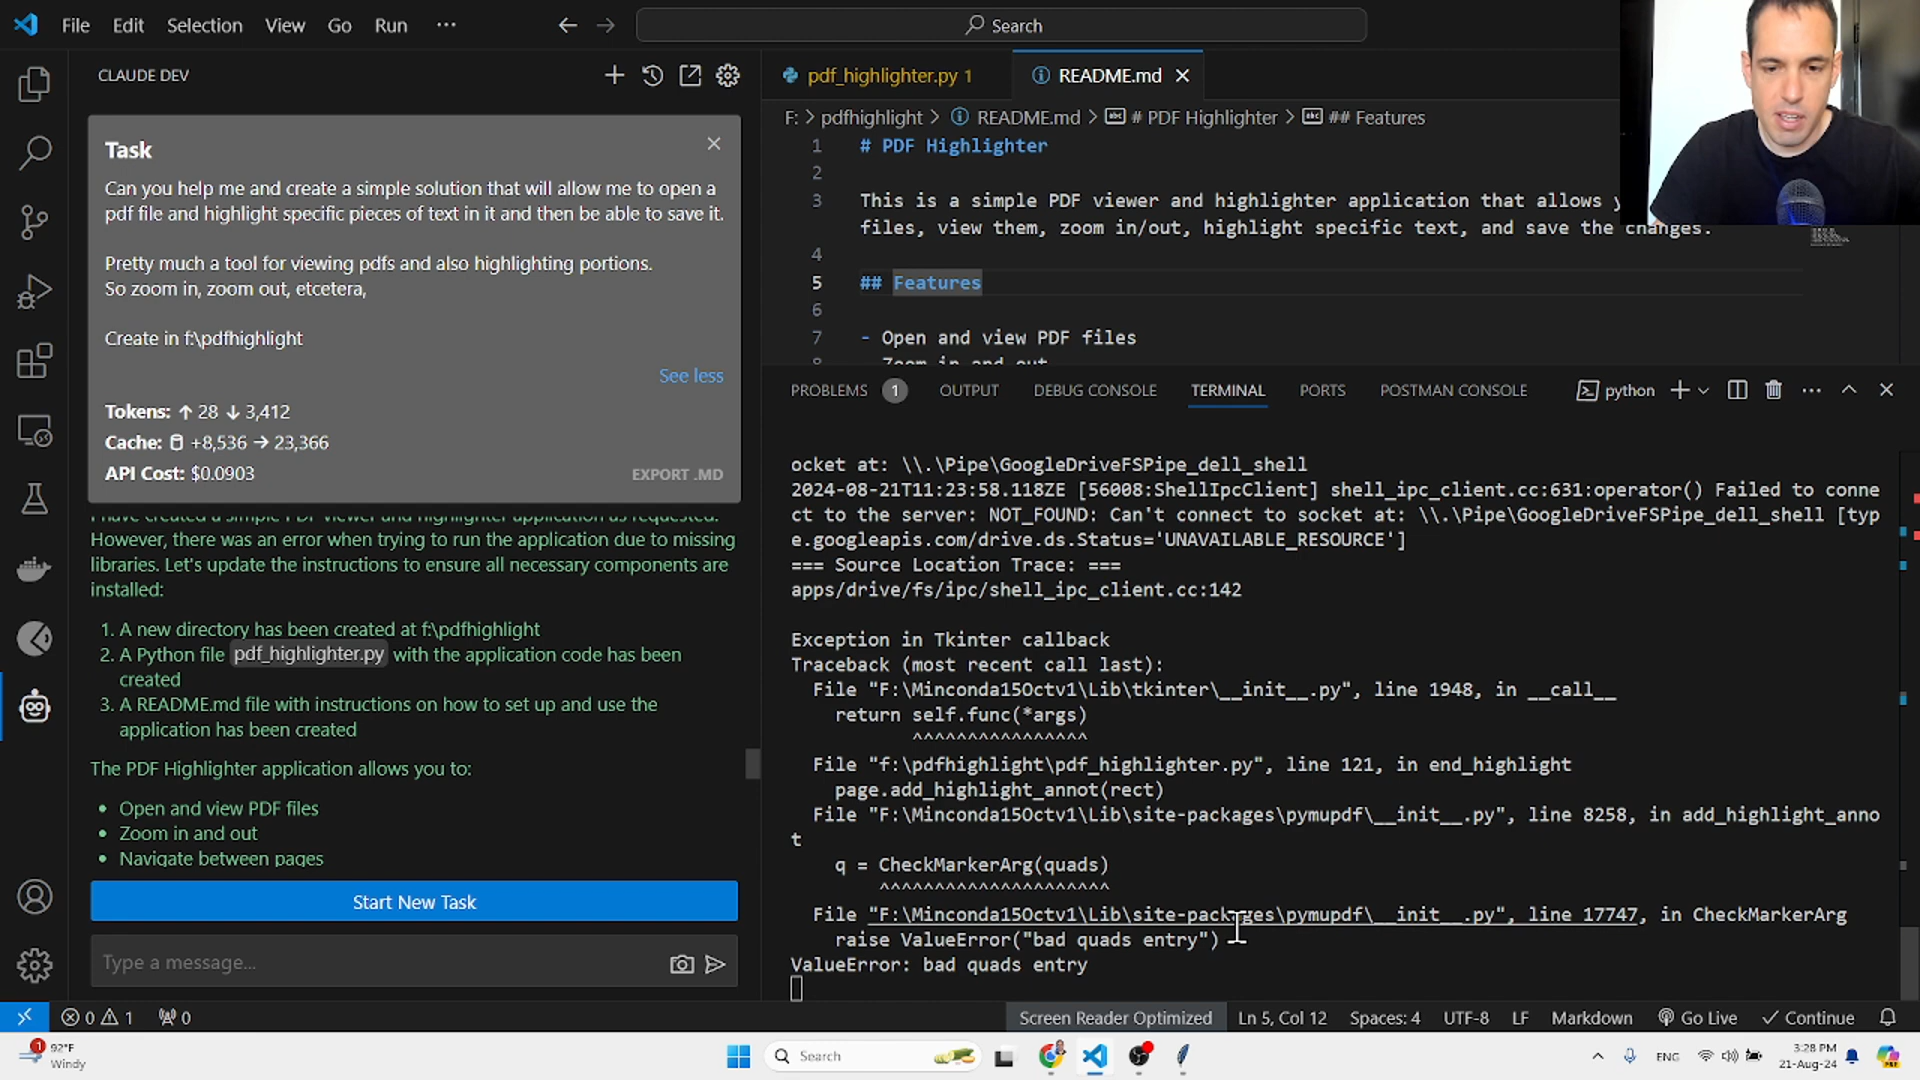 File Edit Selection View Go Run ···
Search
CLAUDE DEV
Task
Can you help me and create a simple solution that will allow me to open a
pdf file and highlight specific pieces of text in it and then be able to save it.
Pretty much a tool for viewing pdfs and also highlighting portions.
So zoom in, zoom out, etcetera,
Create in f:\pdfhighlight
See less
Tokens: ↑ 28 ↓ 3,412
Cache: +8,536 → 23,366
API Cost: $0.0903
EXPORT .MD
I have created a simple PDF viewer and highlighter application as requested.
However, there was an error when trying to run the application due to missing
libraries. Let's update the instructions to ensure all necessary components are
installed:
1. A new directory has been created at f:\pdfhighlight
2. A Python file pdf_highlighter.py with the application code has been
created
3. A README.md file with instructions on how to set up and use the
application has been created
The PDF Highlighter application allows you to:
• Open and view PDF files
• Zoom in and out
• Navigate between pages
Start New Task
Type a message...
pdf_highlighter.py 1
README.md
F: > pdfhighlight > README.md > # PDF Highlighter > ## Features
1 # PDF Highlighter
2
3 This is a simple PDF viewer and highlighter application that allows
files, view them, zoom in/out, highlight specific text, and save the changes.
4
5 ## Features
6
7 - Open and view PDF files
8 Zoom in and out
PROBLEMS 1 OUTPUT DEBUG CONSOLE TERMINAL PORTS POSTMAN CONSOLE python
ocket at: \\.\Pipe\GoogleDriveFSPipe_dell_shell
2024-08-21T11:23:58.118ZE [56008:ShellIpcClient] shell_ipc_client.cc:631:operator() Failed to conne
ct to the server: NOT_FOUND: Can't connect to socket at: \\.\Pipe\GoogleDriveFSPipe_dell_shell [typ
e.googleapis.com/drive.ds.Status='UNAVAILABLE_RESOURCE']
=== Source Location Trace: ===
apps/drive/fs/ipc/shell_ipc_client.cc:142
Exception in Tkinter callback
Traceback (most recent call last):
File "F:\Minconda15Octv1\Lib\tkinter\__init__.py", line 1948, in __call__
return self.func(*args)
^^^^^^^^^^^^^^^^
File "f:\pdfhighlight\pdf_highlighter.py", line 121, in end_highlight
page.add_highlight_annot(rect)
File "F:\Minconda15Octv1\Lib\site-packages\pymupdf\__init__.py", line 8258, in add_highlight_anno
t
q = CheckMarkerArg(quads)
^^^^^^^^^^^^^^^^^^^^^
File "F:\Minconda15Octv1\Lib\site-packages\pymupdf\__init__.py", line 17747, in CheckMarkerArg
raise ValueError("bad quads entry")
ValueError: bad quads entry
0 1 0
Screen Reader Optimized Ln 5, Col 12 Spaces: 4 UTF-8 LF Markdown Go Live Continue
1 92°F
Windy
Search
ENG
3:28 PM
21-Aug-24